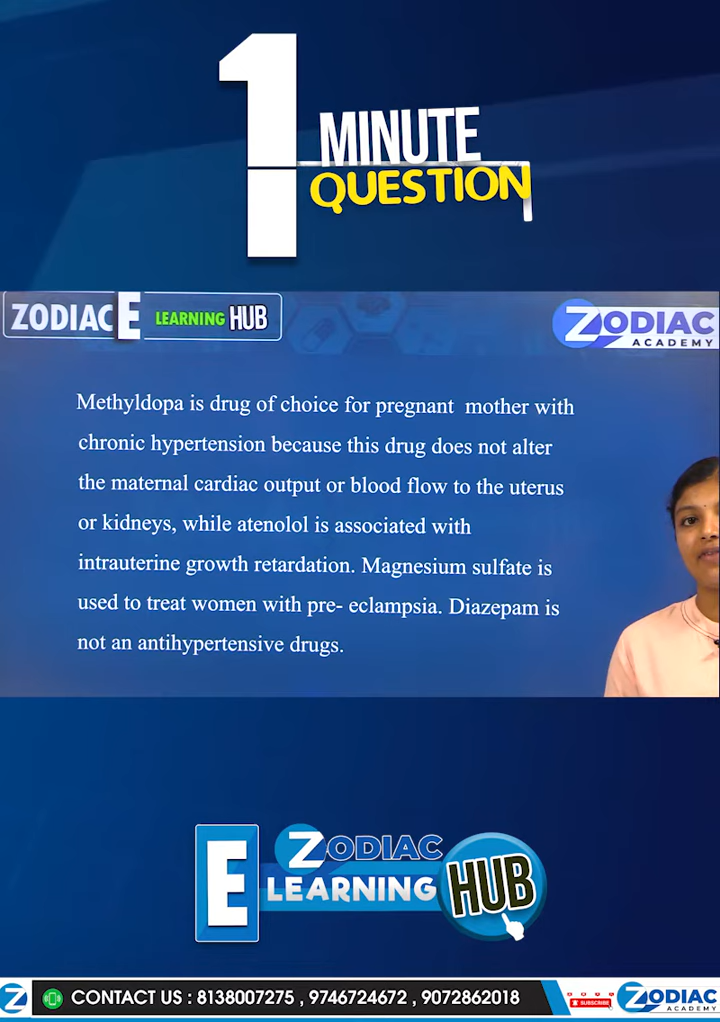 1
MINUTE
QUESTION
ZODIAC E LEARNING HUB
ZODIAC
ACADEMY
Methyldopa is drug of choice for pregnant mother with
chronic hypertension because this drug does not alter
the maternal cardiac output or blood flow to the uterus
or kidneys, while atenolol is associated with
intrauterine growth retardation. Magnesium sulfate is
used to treat women with pre- eclampsia. Diazepam is
not an antihypertensive drugs.
ZODIAC
E LEARNING HUB
Z CONTACT US : 8138007275 , 9746724672 , 9072862018
SUBSCRIBE
ZODIAC
ACADEMY